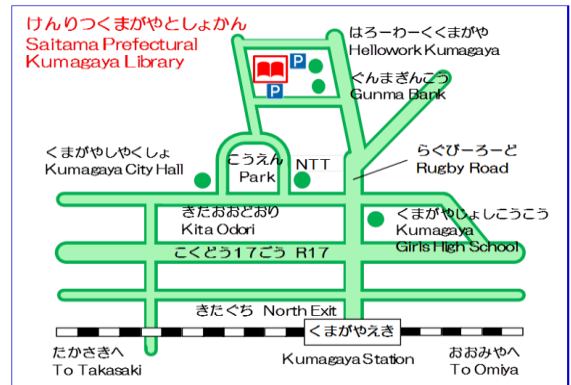 けんりつくまがやとしょかん
Saitama Prefectural
Kumagaya Library
はろーわーくくまがや
Hellowork Kumagaya
P
ぐんまぎんこう
Gunma Bank
P
くまがやしやくしょ
Kumagaya City Hall
こうえん
Park
NTT
らぐびーろーど
Rugby Road
きたおおどおり
Kita Odori
くまがやじょしこうこう
Kumagaya
Girls High School
こくどう17ごう R17
きたぐち North Exit
くまがやえき
Kumagaya Station
たかさきへ
To Takasaki
おおみやへ
To Omiya